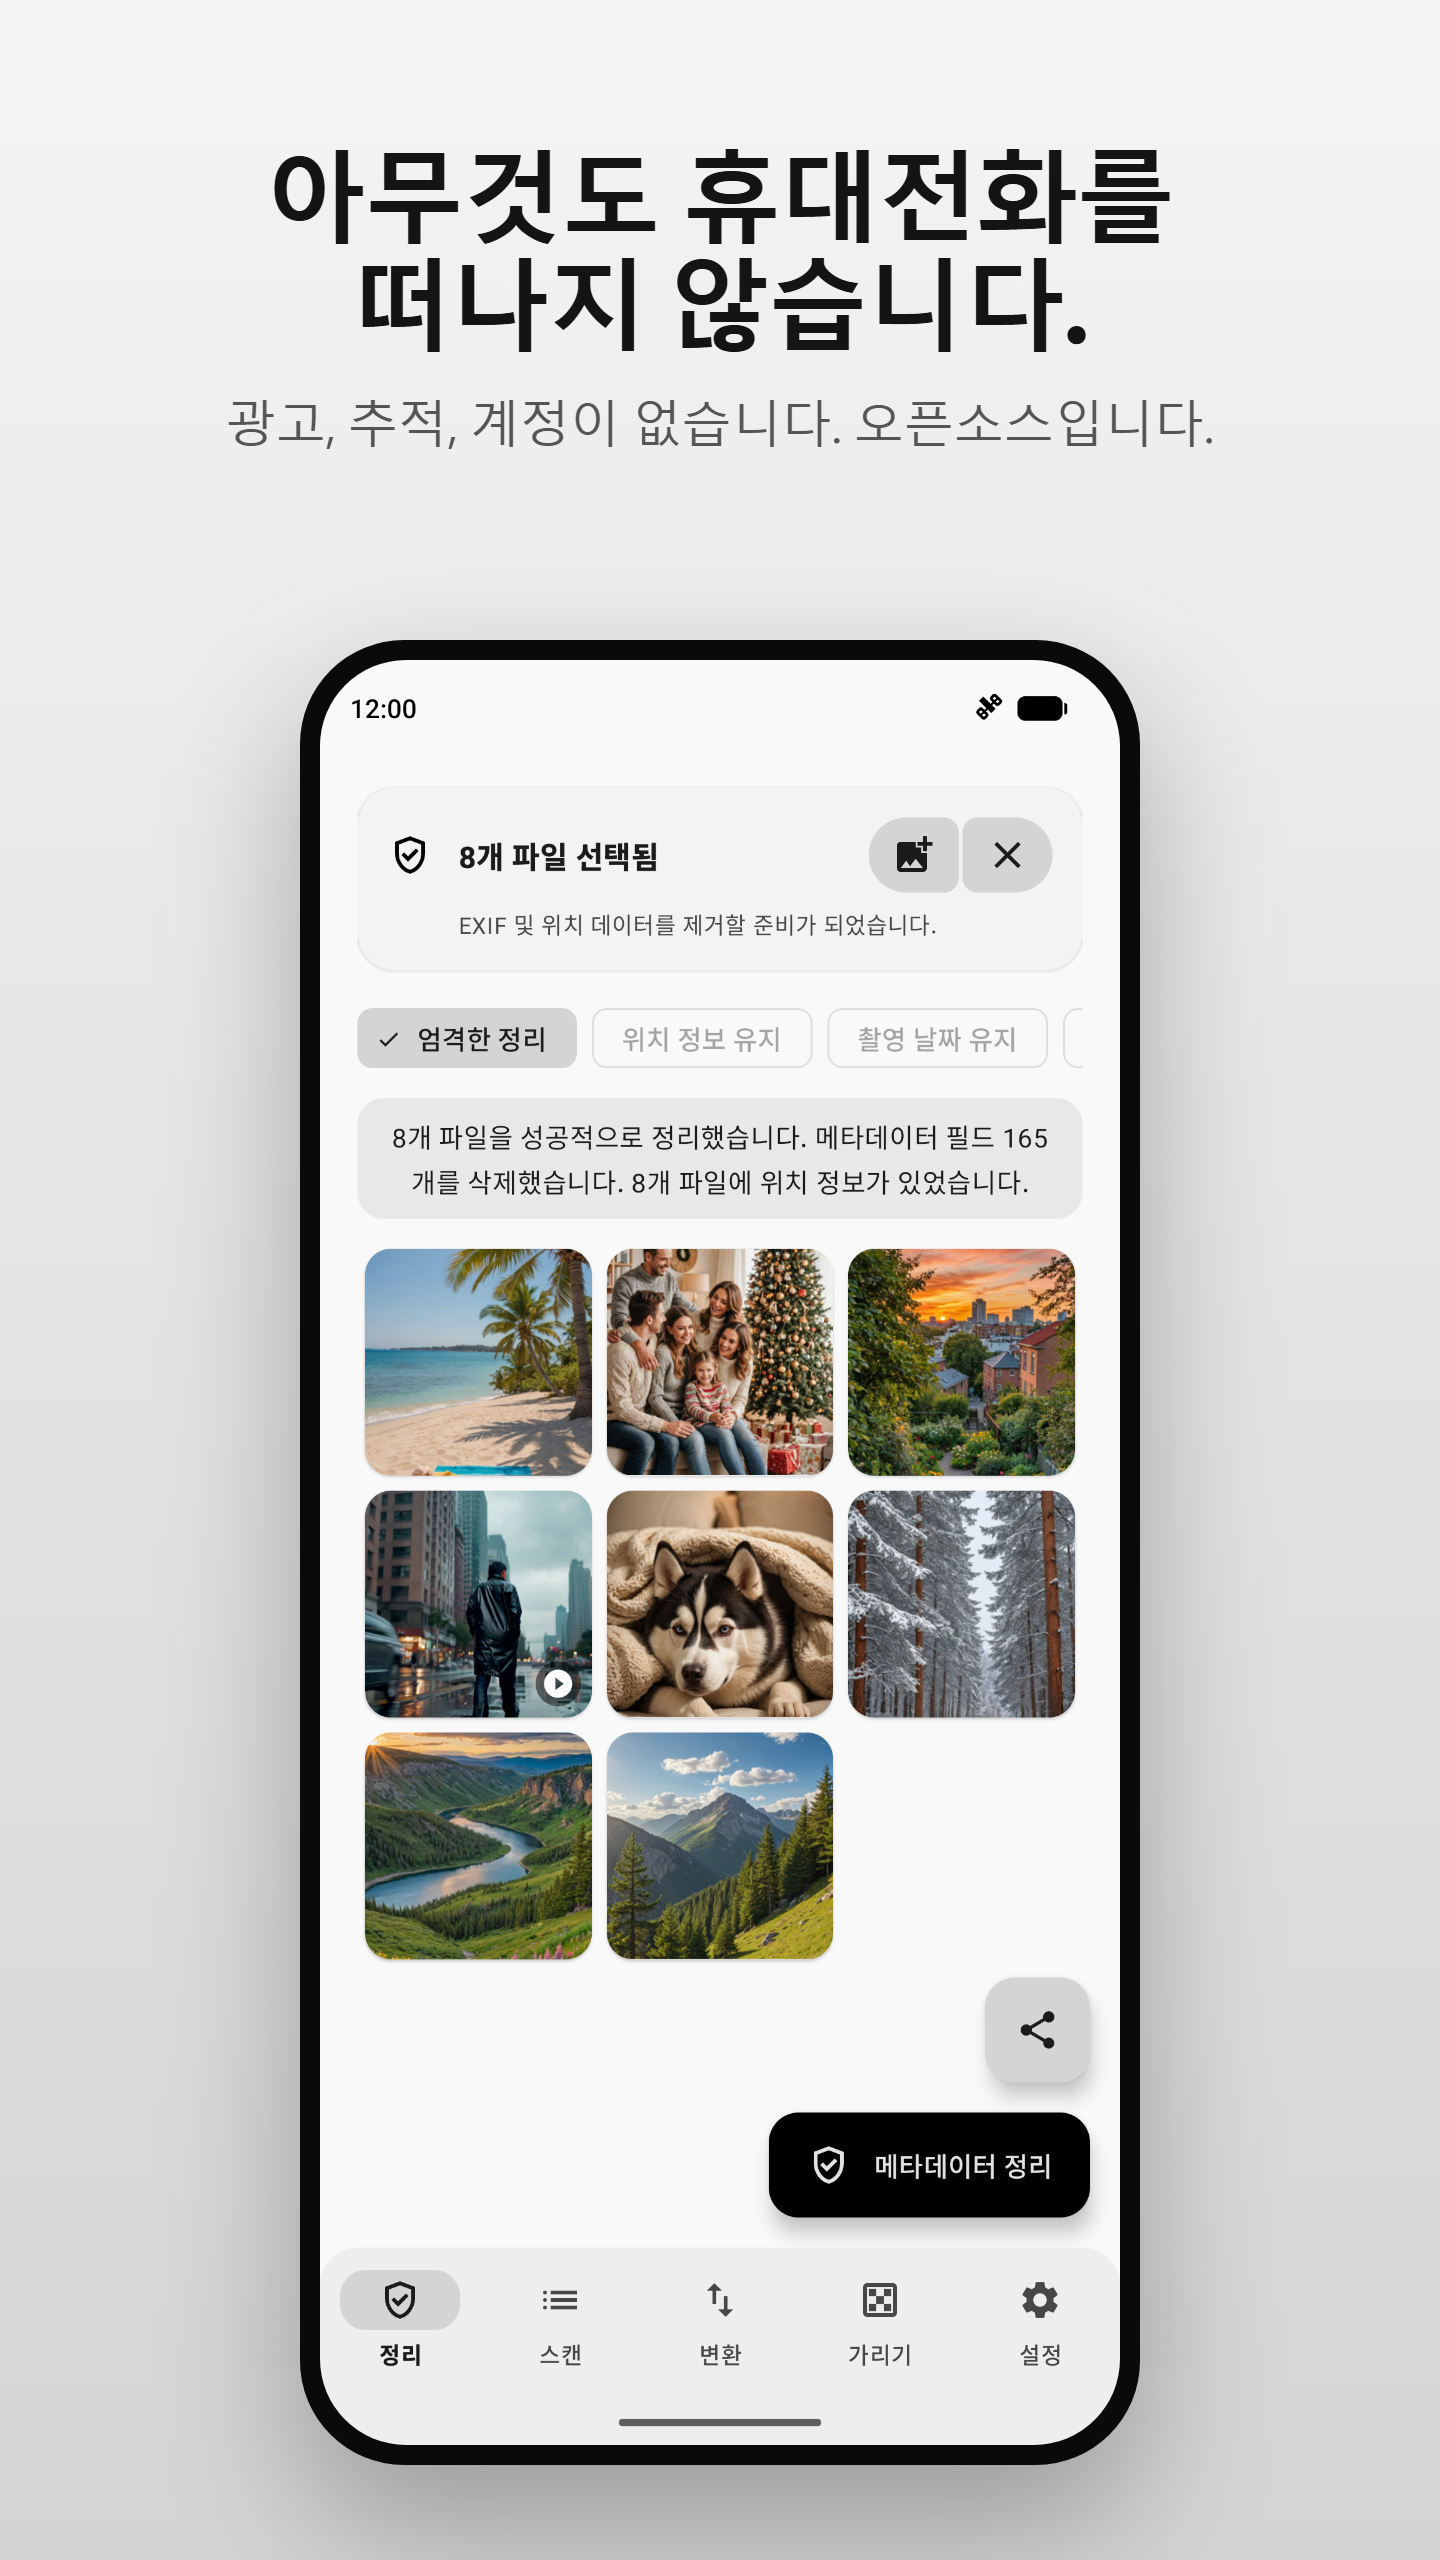 아무것도 휴대전화를
떠나지 않습니다.
광고, 추적, 계정이 없습니다. 오픈소스입니다.
12:00
8개 파일 선택됨
EXIF 및 위치 데이터를 제거할 준비가 되었습니다.
엄격한 정리
위치 정보 유지
촬영 날짜 유지
8개 파일을 성공적으로 정리했습니다. 메타데이터 필드 165
개를 삭제했습니다. 8개 파일에 위치 정보가 있었습니다.
메타데이터 정리
정리
스캔
변환
가리기
설정